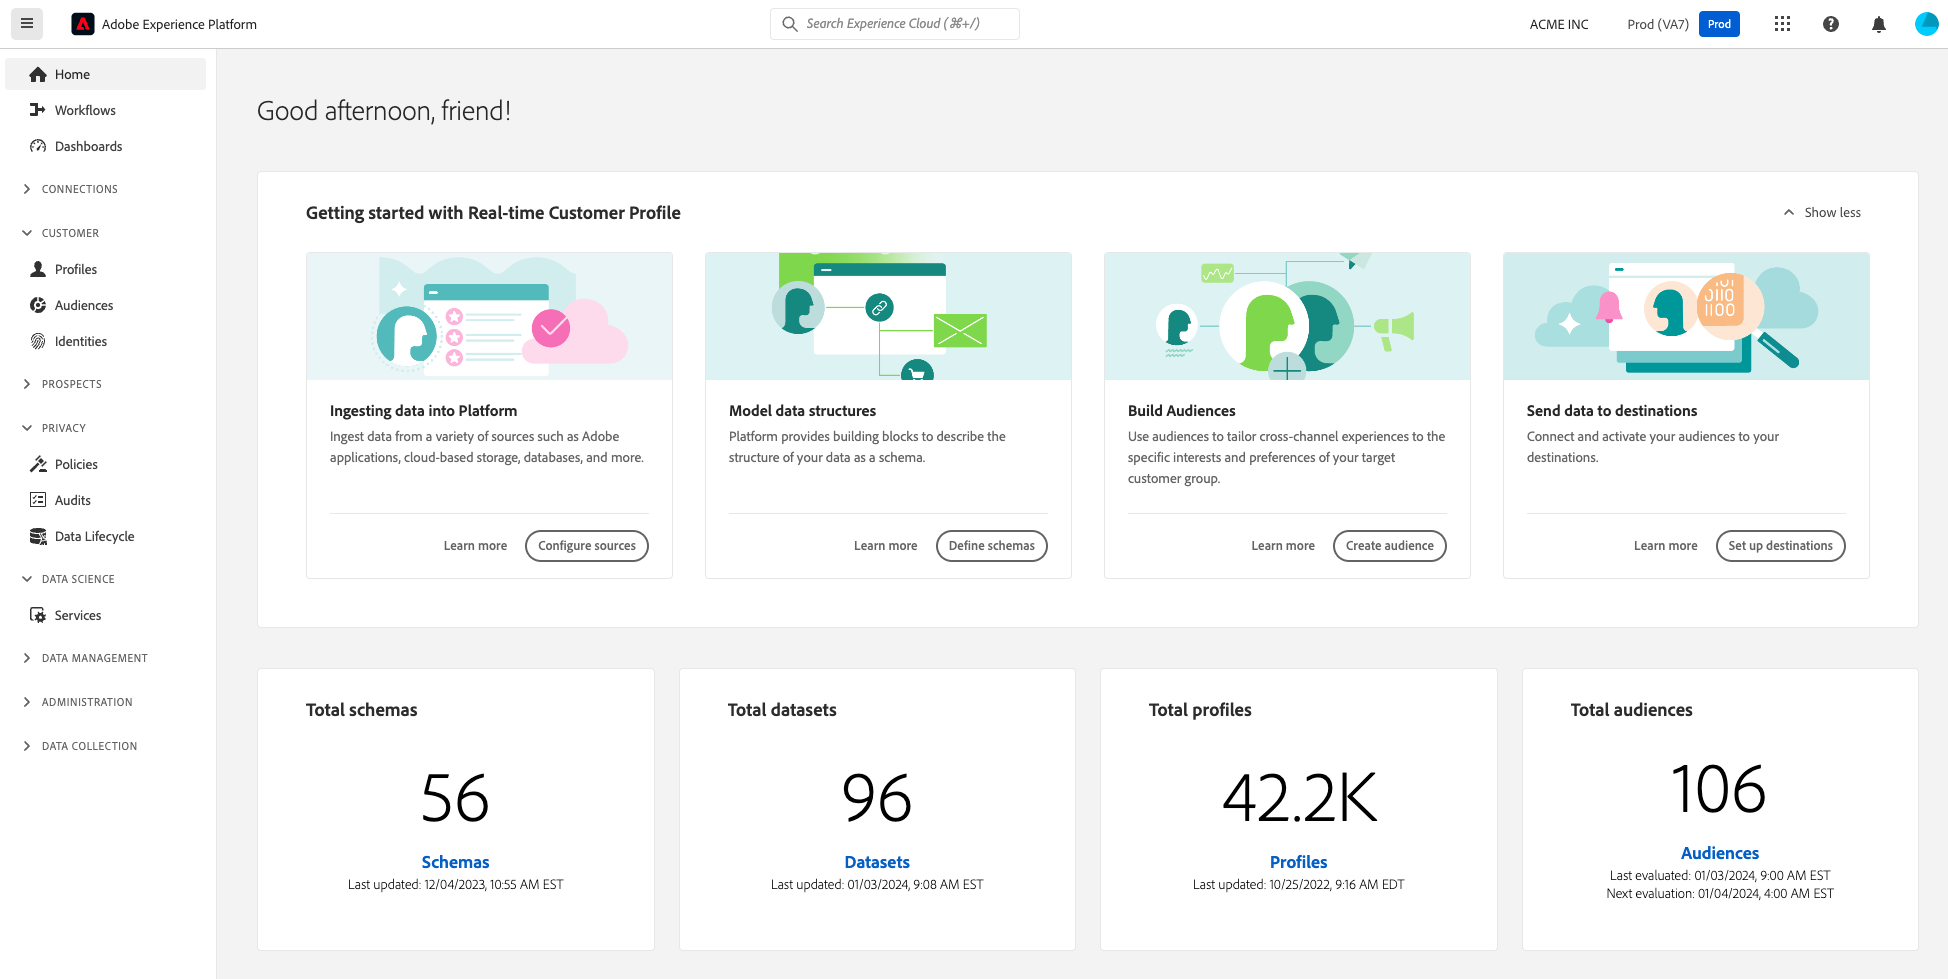 Adobe Experience Platform
Search Experience Cloud (⌘+/)
ACME INC
Prod (VA7)
Prod
Home
Workflows
Dashboards
CONNECTIONS
CUSTOMER
Profiles
Audiences
Identities
PROSPECTS
PRIVACY
Policies
Audits
Data Lifecycle
DATA SCIENCE
Services
DATA MANAGEMENT
ADMINISTRATION
DATA COLLECTION
Good afternoon, friend!
Getting started with Real-time Customer Profile
Show less
Ingesting data into Platform
Ingest data from a variety of sources such as Adobe
applications, cloud-based storage, databases, and more.
Learn more
Configure sources
Model data structures
Platform provides building blocks to describe the
structure of your data as a schema.
Learn more
Define schemas
Build Audiences
Use audiences to tailor cross-channel experiences to the
specific interests and preferences of your target
customer group.
Learn more
Create audience
Send data to destinations
Connect and activate your audiences to your
destinations.
Learn more
Set up destinations
Total schemas
56
Schemas
Last updated: 12/04/2023, 10:55 AM EST
Total datasets
96
Datasets
Last updated: 01/03/2024, 9:08 AM EST
Total profiles
42.2K
Profiles
Last updated: 10/25/2022, 9:16 AM EDT
Total audiences
106
Audiences
Last evaluated: 01/03/2024, 9:00 AM EST
Next evaluation: 01/04/2024, 4:00 AM EST